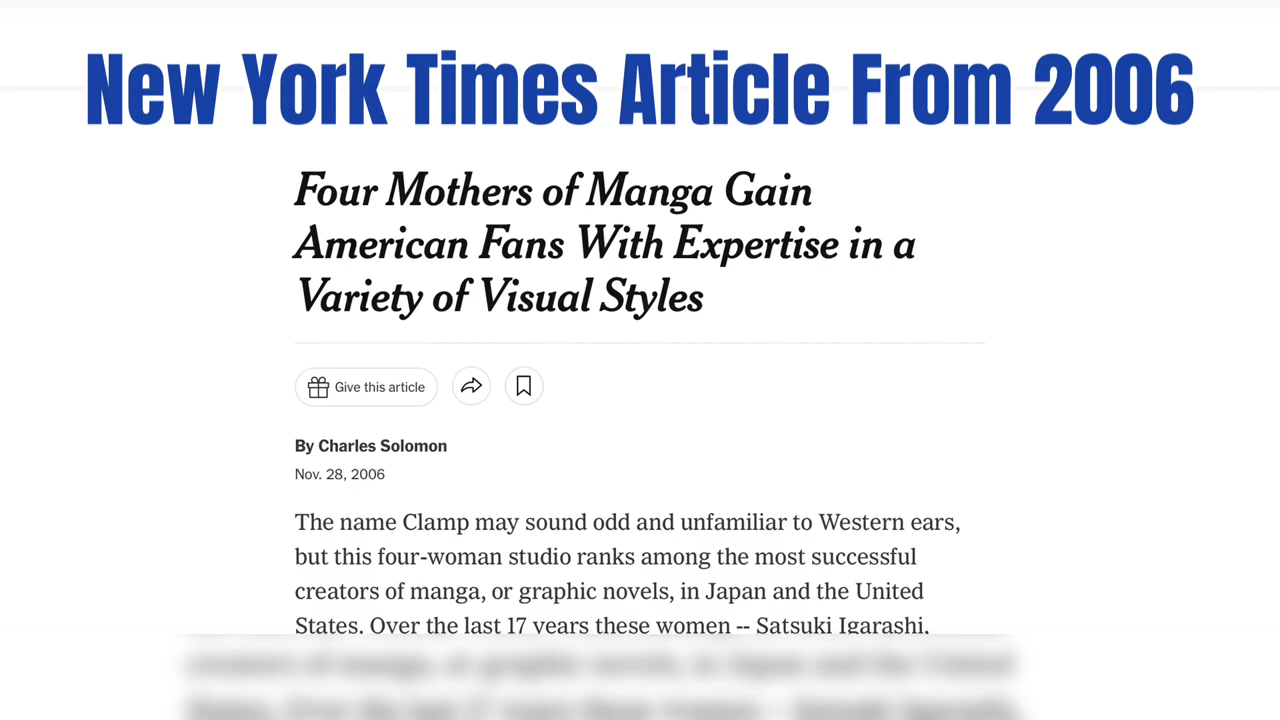 New York Times Article From 2006
Four Mothers of Manga Gain
American Fans With Expertise in a
Variety of Visual Styles
Give this article
By Charles Solomon
Nov. 28, 2006
The name Clamp may sound odd and unfamiliar to Western ears,
but this four-woman studio ranks among the most successful
creators of manga, or graphic novels, in Japan and the United
States. Over the last 17 years these women -- Satsuki Igarashi,